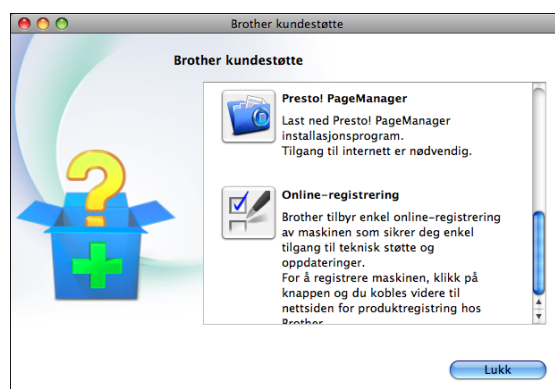 Brother kundestøtte
Brother kundestøtte
Presto! PageManager
Last ned Presto! PageManager
installasjonsprogram.
Tilgang til internett er nødvendig.
Online-registrering
Brother tilbyr enkel online-registrering
av maskinen som sikrer deg enkel
tilgang til teknisk støtte og
oppdateringer.
For å registrere maskinen, klikk på
knappen og du kobles videre til
nettsiden for produktregistring hos
Brother.
Lukk